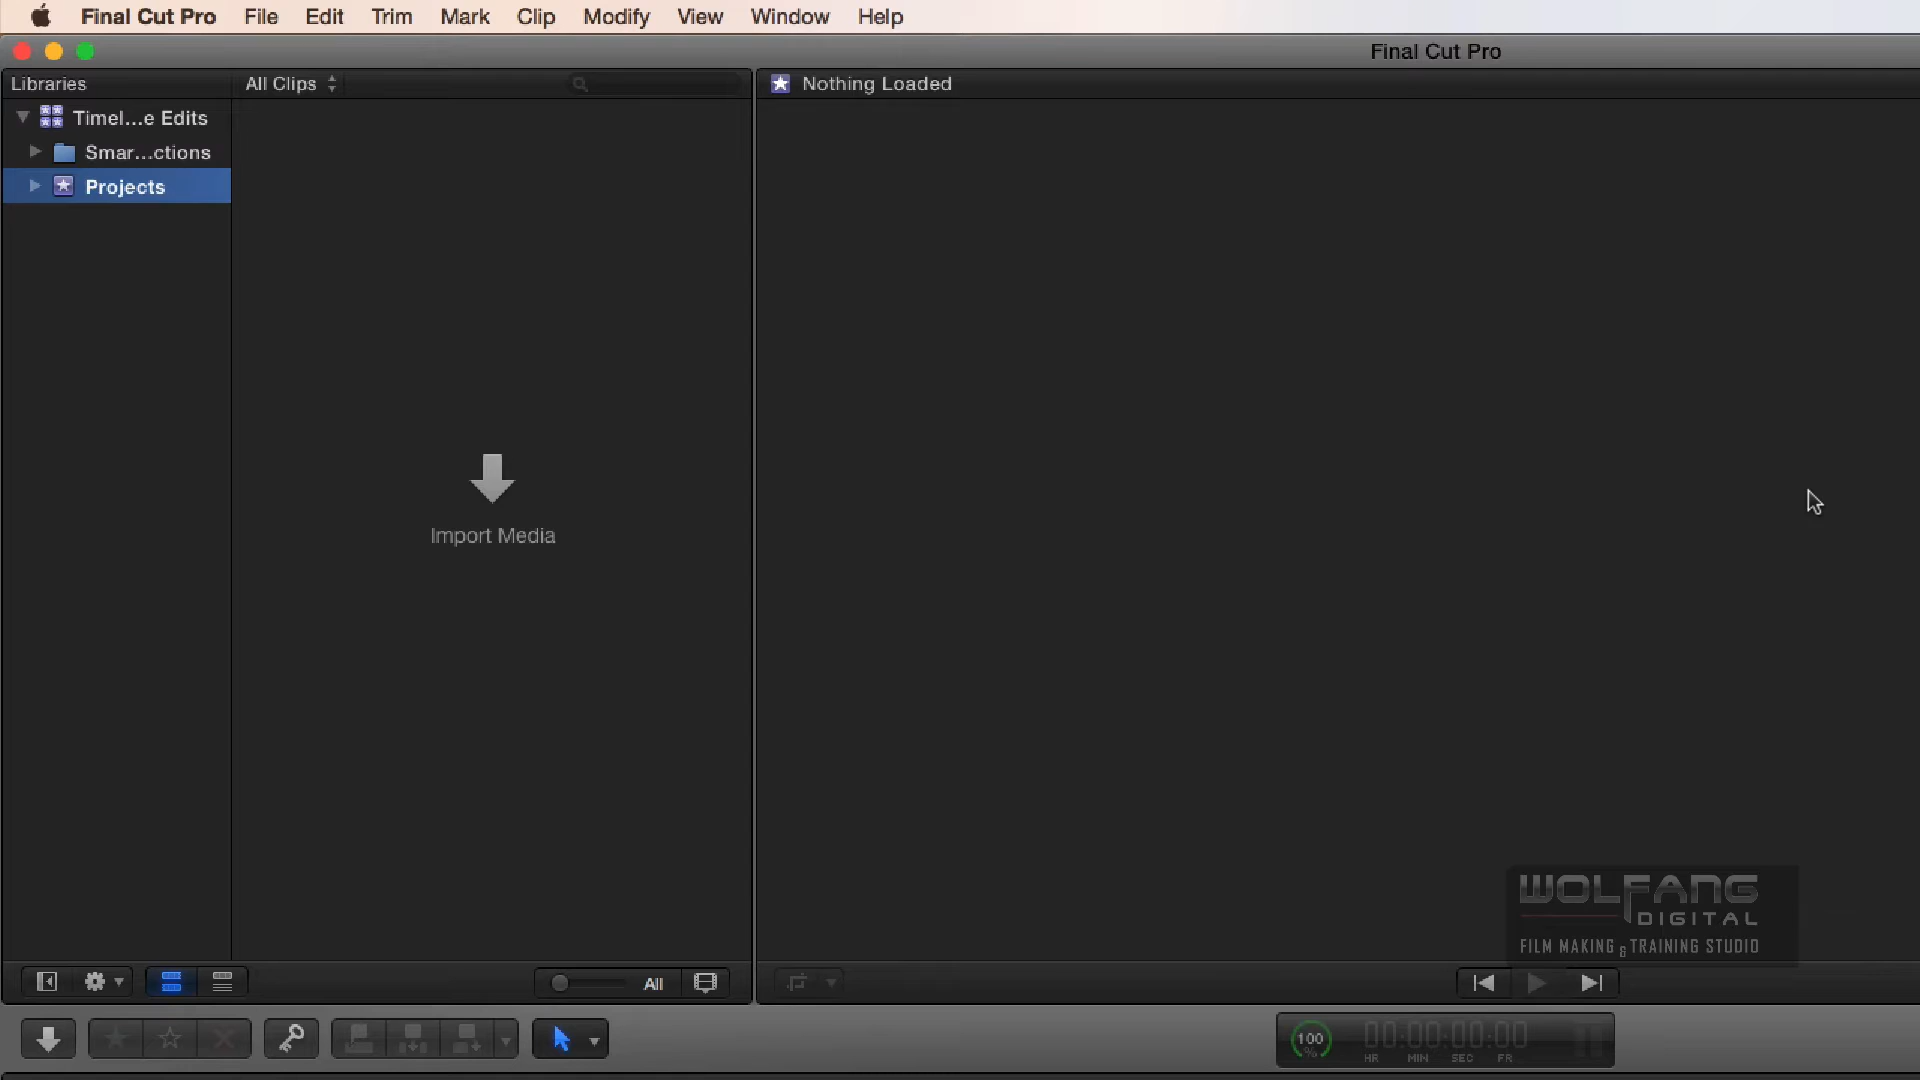 Final Cut Pro File Edit Trim Mark Clip Modify View Window Help
Final Cut Pro
Libraries
All Clips
Nothing Loaded
Timel...e Edits
Smar...ctions
Projects
Import Media
WOLFANG
DIGITAL
FILM MAKING & TRAINING STUDIO
All
100
%
00:00:00:00
HR MIN SEC FR